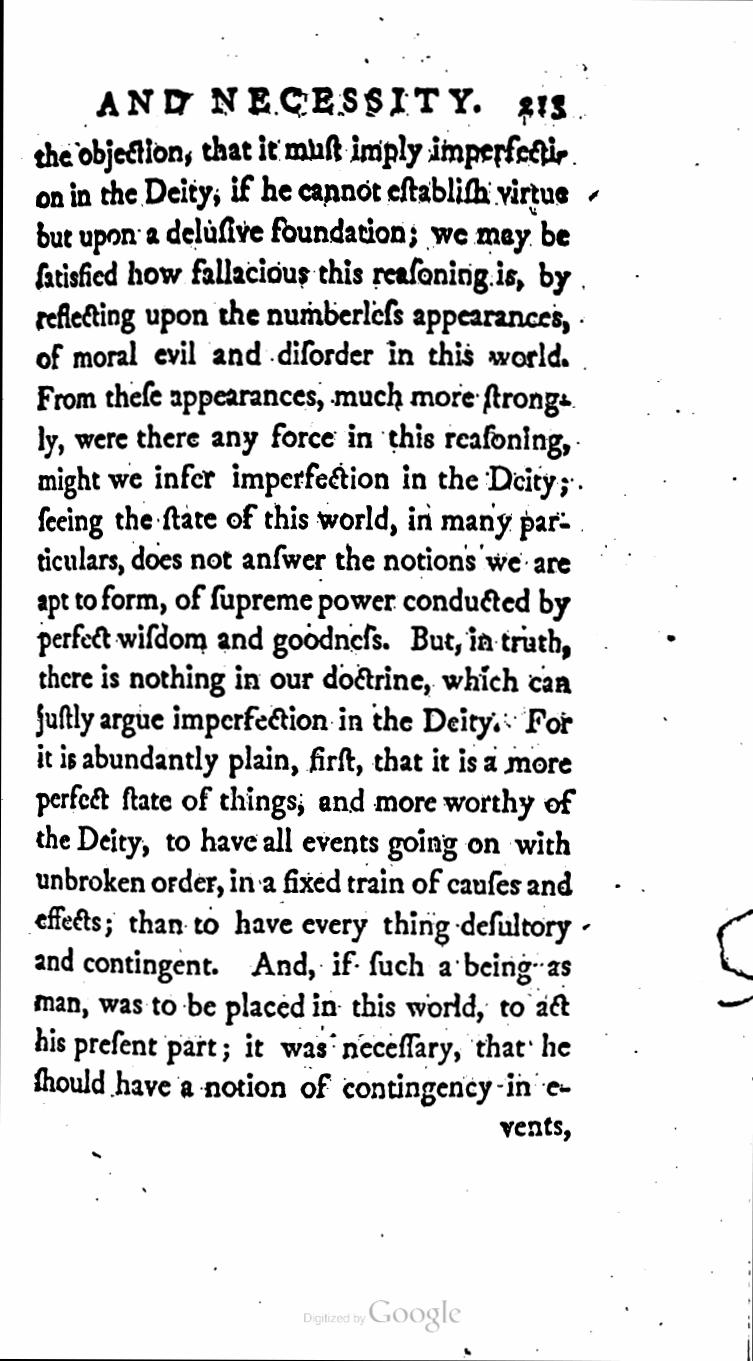 AND NECESSITY. 215
the objection, that it muſt imply imperfecti-
on in the Deity, if he cannot eſtabliſh virtue
but upon a deluſive foundation; we may be
ſatisfied how fallacious this reaſoning is, by
reflecting upon the numberleſs appearances,
of moral evil and diſorder in this world.
From theſe appearances, much more ſtrong-
ly, were there any force in this reaſoning,
might we infer imperfection in the Deity;
ſeeing the ſtate of this world, in many par-
ticulars, does not anſwer the notions we are
apt to form, of ſupreme power conducted by
perfect wiſdom and goodneſs. But, in truth,
there is nothing in our doctrine, which can
juſtly argue imperfection in the Deity. For
it is abundantly plain, firſt, that it is a more
perfect ſtate of things, and more worthy of
the Deity, to have all events going on with
unbroken order, in a fixed train of cauſes and
effects; than to have every thing deſultory
and contingent. And, if ſuch a being as
man, was to be placed in this world, to act
his preſent part; it was neceſſary, that he
ſhould have a notion of contingency in e-
vents,
Digitized by Google